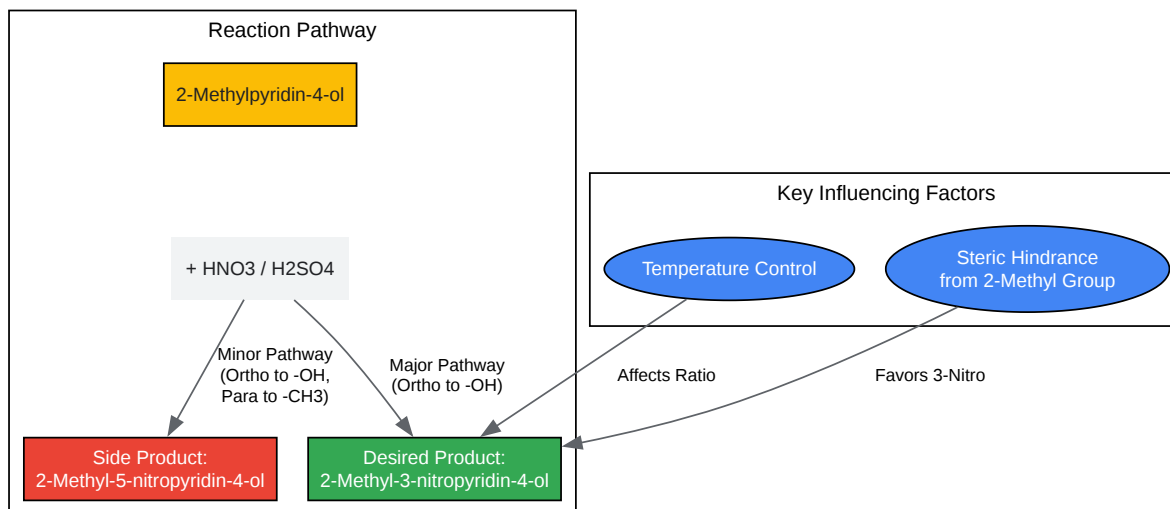 Reaction Pathway
2-Methylpyridin-4-ol
+ HNO3 / H2SO4
Minor Pathway
(Ortho to -OH,
Para to -CH3)
Major Pathway
(Ortho to -OH)
Side Product:
2-Methyl-5-nitropyridin-4-ol
Desired Product:
2-Methyl-3-nitropyridin-4-ol
Key Influencing Factors
Temperature Control
Steric Hindrance
from 2-Methyl Group
Affects Ratio
Favors 3-Nitro